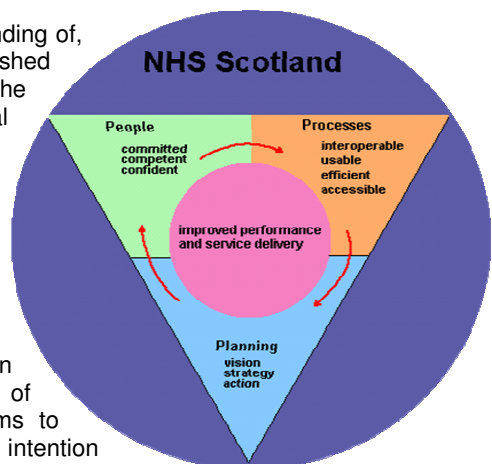 nding of,
shed
he
al
NHS Scotland
People
committed
competent
confident
Processes
interoperable
usable
efficient
accessible
improved performance
and service delivery
Planning
vision
strategy
action
n
of
ms to
intention